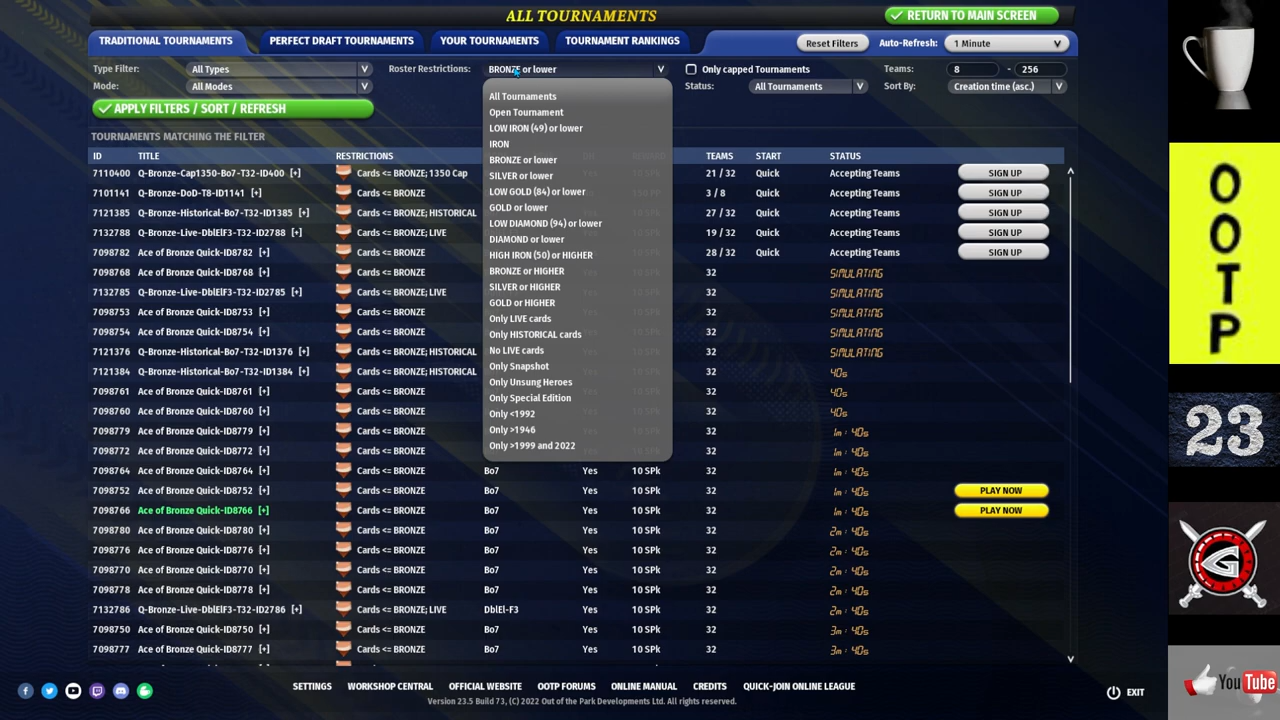 ALL TOURNAMENTS
RETURN TO MAIN SCREEN
TRADITIONAL TOURNAMENTS PERFECT DRAFT TOURNAMENTS YOUR TOURNAMENTS TOURNAMENT RANKINGS Reset Filters Auto-Refresh: 1 Minute
Type Filter: All Types Roster Restrictions: BRONZE or lower Only capped Tournaments Teams: 8 - 256
Mode: All Modes Status: All Tournaments Sort By: Creation time (asc.)
APPLY FILTERS / SORT / REFRESH
All Tournaments
Open Tournament
LOW IRON (49) or lower
IRON
BRONZE or lower
SILVER or lower
LOW GOLD (84) or lower
GOLD or lower
LOW DIAMOND (94) or lower
DIAMOND or lower
HIGH IRON (50) or HIGHER
BRONZE or HIGHER
SILVER or HIGHER
GOLD or HIGHER
Only LIVE cards
Only HISTORICAL cards
No LIVE cards
Only Snapshot
Only Unsung Heroes
Only Special Edition
Only <1992
Only >1946
Only >1999 and 2022
TOURNAMENTS MATCHING THE FILTER
ID TITLE RESTRICTIONS TEAMS START STATUS
7110400 Q-Bronze-Cap1350-Bo7-T32-ID400 [+] Cards <= BRONZE; 1350 Cap 21 / 32 Quick Accepting Teams SIGN UP
7101141 Q-Bronze-DoD-T8-ID1141 [+] Cards <= BRONZE 3 / 8 Quick Accepting Teams SIGN UP
7121385 Q-Bronze-Historical-Bo7-T32-ID1385 [+] Cards <= BRONZE; HISTORICAL 27 / 32 Quick Accepting Teams SIGN UP
7132788 Q-Bronze-Live-DblElF3-T32-ID2788 [+] Cards <= BRONZE; LIVE 19 / 32 Quick Accepting Teams SIGN UP
7098782 Ace of Bronze Quick-ID8782 [+] Cards <= BRONZE 28 / 32 Quick Accepting Teams SIGN UP
7098768 Ace of Bronze Quick-ID8768 [+] Cards <= BRONZE 32 SIMULATING
7132785 Q-Bronze-Live-DblElF3-T32-ID2785 [+] Cards <= BRONZE; LIVE 32 SIMULATING
7098753 Ace of Bronze Quick-ID8753 [+] Cards <= BRONZE 32 SIMULATING
7098754 Ace of Bronze Quick-ID8754 [+] Cards <= BRONZE 32 SIMULATING
7121376 Q-Bronze-Historical-Bo7-T32-ID1376 [+] Cards <= BRONZE; HISTORICAL 32 SIMULATING
7121384 Q-Bronze-Historical-Bo7-T32-ID1384 [+] Cards <= BRONZE; HISTORICAL 32 40s
7098761 Ace of Bronze Quick-ID8761 [+] Cards <= BRONZE 32 40s
7098760 Ace of Bronze Quick-ID8760 [+] Cards <= BRONZE 32 40s
7098779 Ace of Bronze Quick-ID8779 [+] Cards <= BRONZE 32 1m : 40s
7098772 Ace of Bronze Quick-ID8772 [+] Cards <= BRONZE 32 1m : 40s
7098764 Ace of Bronze Quick-ID8764 [+] Cards <= BRONZE Bo7 Yes 10 SPk 32 1m : 40s
7098752 Ace of Bronze Quick-ID8752 [+] Cards <= BRONZE Bo7 Yes 10 SPk 32 1m : 40s PLAY NOW
7098766 Ace of Bronze Quick-ID8766 [+] Cards <= BRONZE Bo7 Yes 10 SPk 32 1m : 40s PLAY NOW
7098780 Ace of Bronze Quick-ID8780 [+] Cards <= BRONZE Bo7 Yes 10 SPk 32 2m : 40s
7098776 Ace of Bronze Quick-ID8776 [+] Cards <= BRONZE Bo7 Yes 10 SPk 32 2m : 40s
7098770 Ace of Bronze Quick-ID8770 [+] Cards <= BRONZE Bo7 Yes 10 SPk 32 2m : 40s
7098778 Ace of Bronze Quick-ID8778 [+] Cards <= BRONZE Bo7 Yes 10 SPk 32 2m : 40s
7132786 Q-Bronze-Live-DblElF3-T32-ID2786 [+] Cards <= BRONZE; LIVE DblEl-F3 Yes 10 SPk 32 2m : 40s
7098750 Ace of Bronze Quick-ID8750 [+] Cards <= BRONZE Bo7 Yes 10 SPk 32 3m : 40s
7098777 Ace of Bronze Quick-ID8777 [+] Cards <= BRONZE Bo7 Yes 10 SPk 32 3m : 40s
SETTINGS WORKSHOP CENTRAL OFFICIAL WEBSITE OOTP FORUMS ONLINE MANUAL CREDITS QUICK-JOIN ONLINE LEAGUE
Version 23.5 Build 73, (C) 2022 Out of the Park Developments Ltd. All rights reserved.
EXIT
O
O
T
P
23
G
YouTube